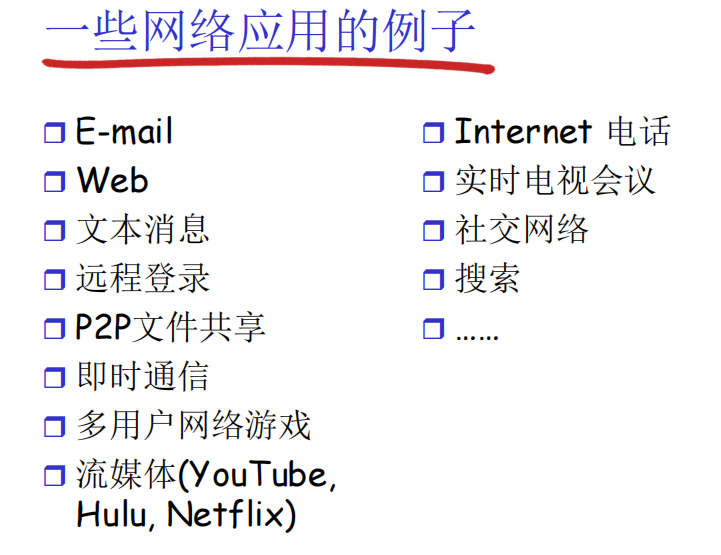 一些网络应用的例子
E-mail
Web
文本消息
远程登录
P2P文件共享
即时通信
多用户网络游戏
流媒体(YouTube,
Hulu, Netflix)
Internet 电话
实时电视会议
社交网络
搜索
……